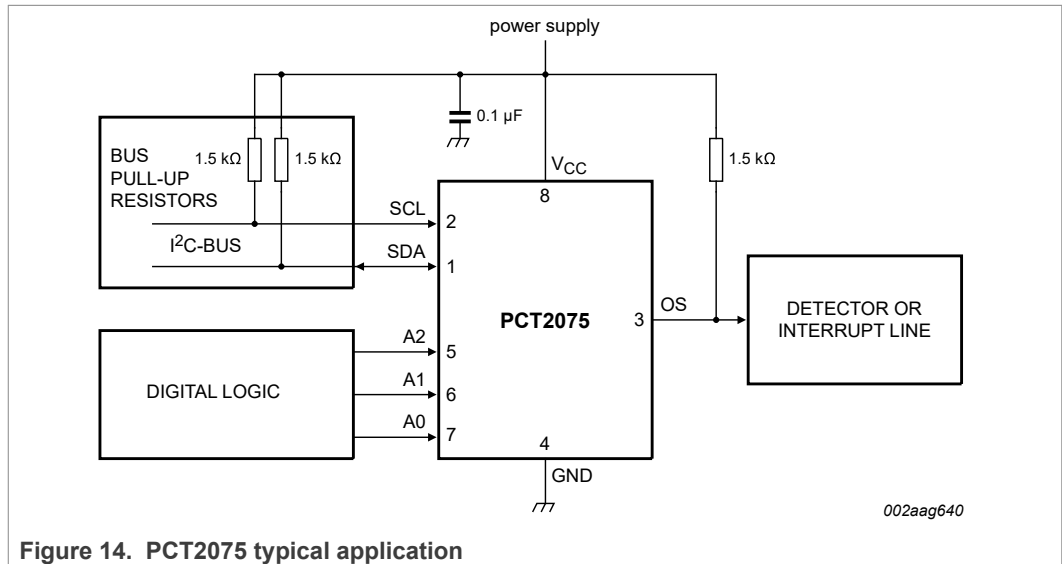 power supply
0.1 µF
BUS
PULL-UP
RESISTORS
1.5 kΩ
1.5 kΩ
1.5 kΩ
VCC
8
SCL
2
I2C-BUS
SDA
1
PCT2075
3
OS
DETECTOR OR
INTERRUPT LINE
DIGITAL LOGIC
A2
5
A1
6
A0
7
4
GND
002aag640
Figure 14. PCT2075 typical application